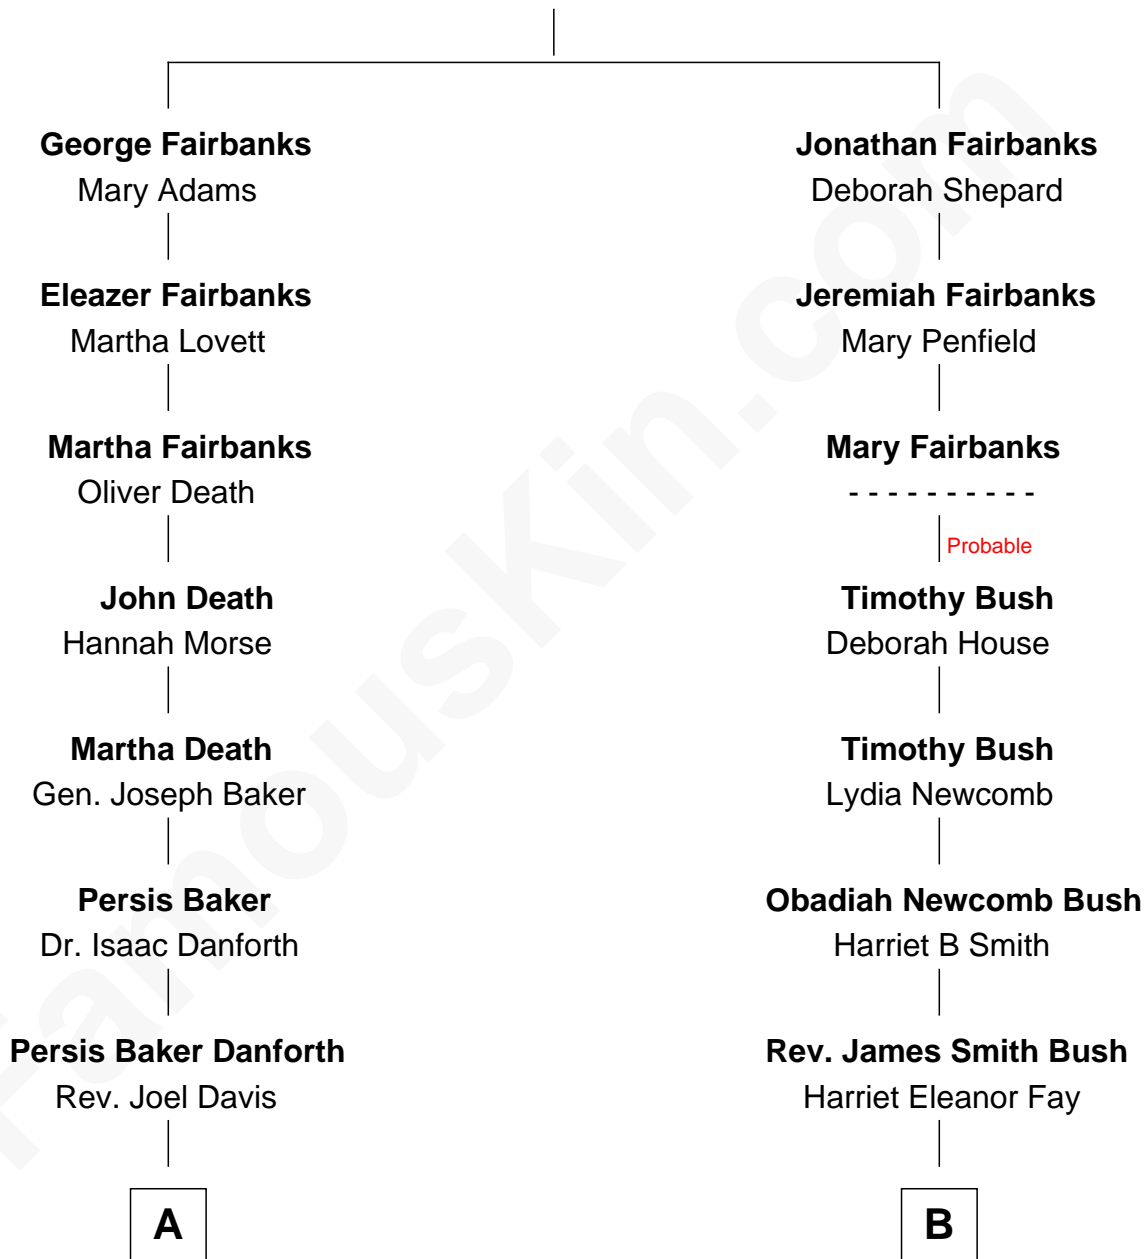 George Fairbanks
Mary Adams
Eleazer Fairbanks
Martha Lovett
Martha Fairbanks
Oliver Death
John Death
Hannah Morse
Martha Death
Gen. Joseph Baker
Persis Baker
Dr. Isaac Danforth
Persis Baker Danforth
Rev. Joel Davis
A
Jonathan Fairbanks
Deborah Shepard
Jeremiah Fairbanks
Mary Penfield
Mary Fairbanks
- - - - - - - - - -
Probable
Timothy Bush
Deborah House
Timothy Bush
Lydia Newcomb
Obadiah Newcomb Bush
Harriet B Smith
Rev. James Smith Bush
Harriet Eleanor Fay
B
FamousKin.com